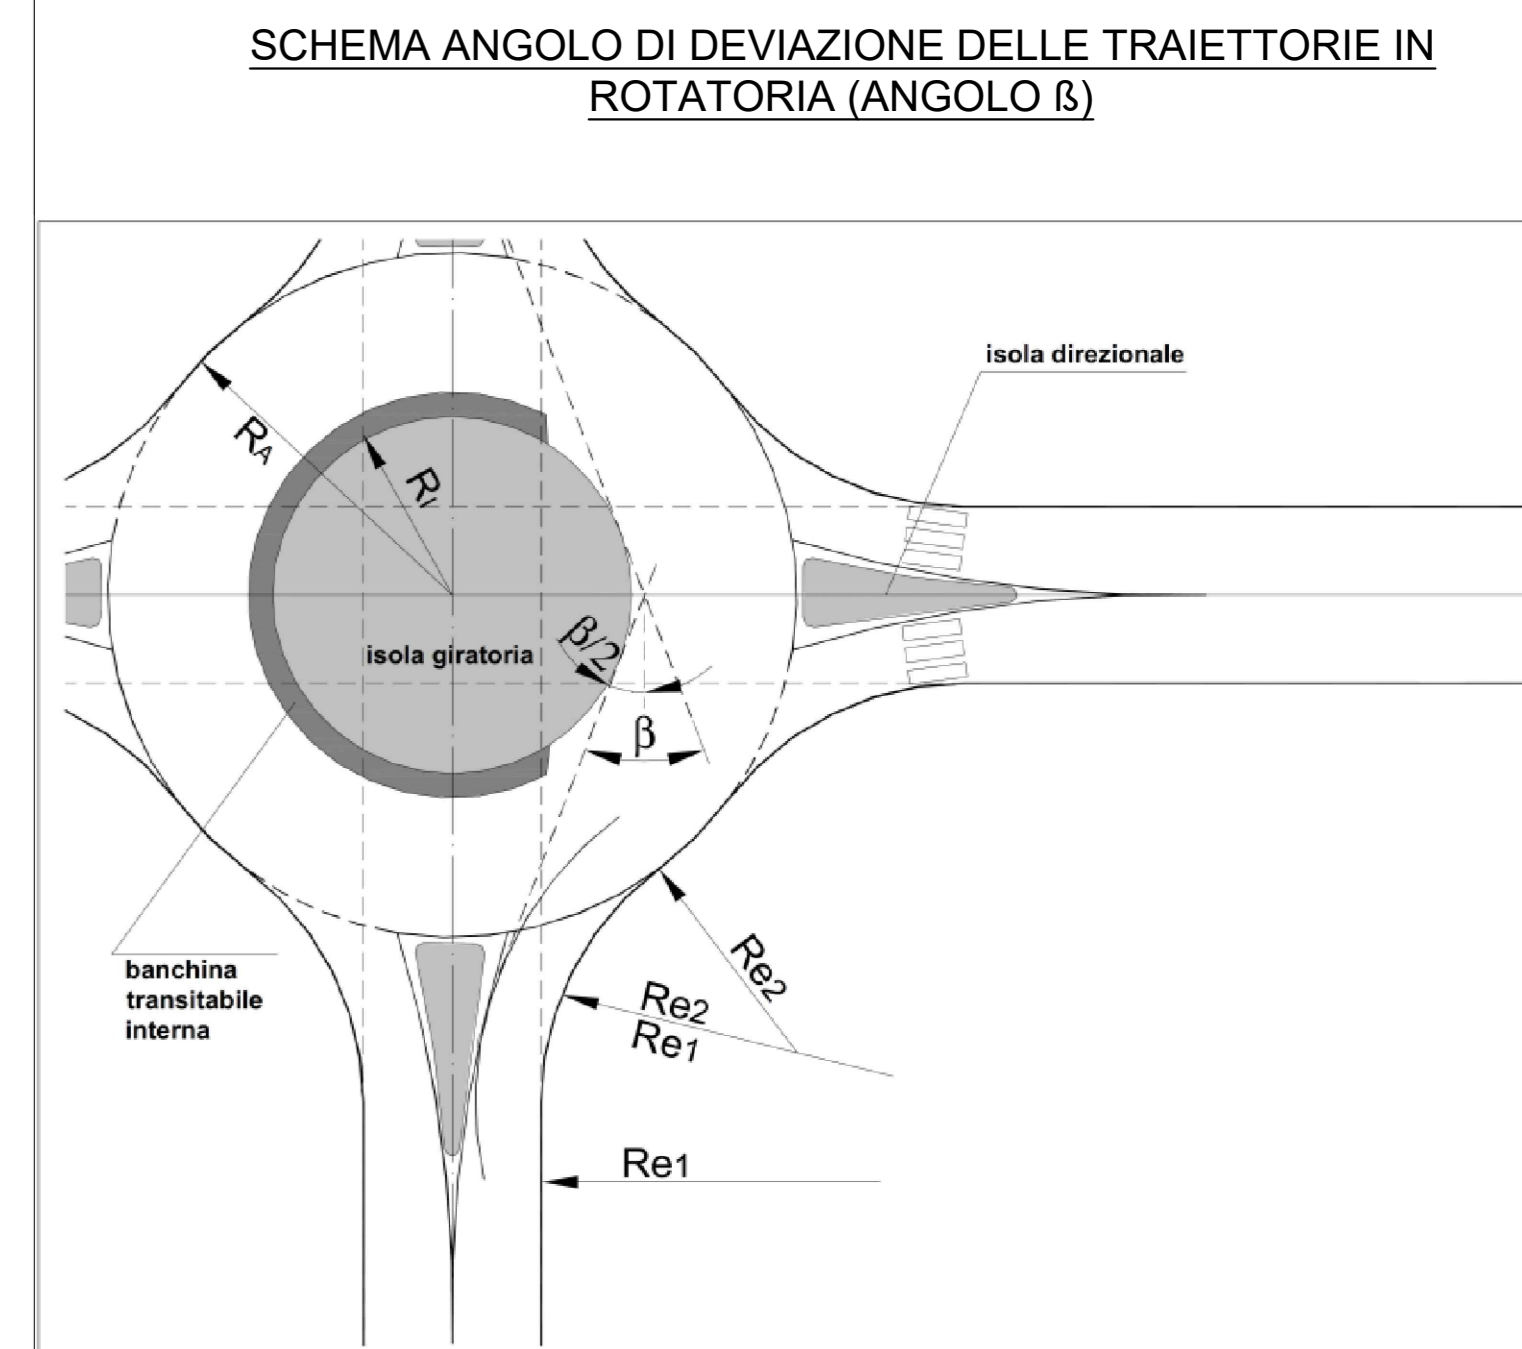 SCHEMA ANGOLO DI DEVIAZIONE DELLE TRAIETTORIE IN
ROTATORIA (ANGOLO ß)
isola direzionale
RA
RI
β/2
isola giratoria
β
banchina
transitabile
interna
Re2
Re2
Re1
Re1